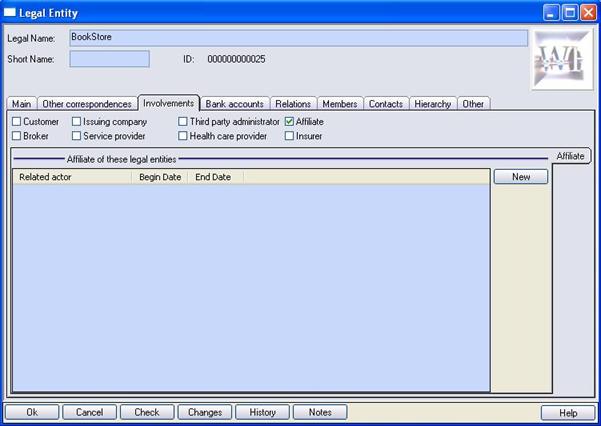 Legal Entity
Legal Name: BookStore
Short Name: ID: 000000000025
Main Other correspondences Involvements Bank accounts Relations Members Contacts Hierarchy Other
Customer Issuing company Third party administrator Affiliate
Broker Service provider Health care provider Insurer
Affiliate of these legal entities Affiliate
Related actor Begin Date End Date New
Ok Cancel Check Changes History Notes Help